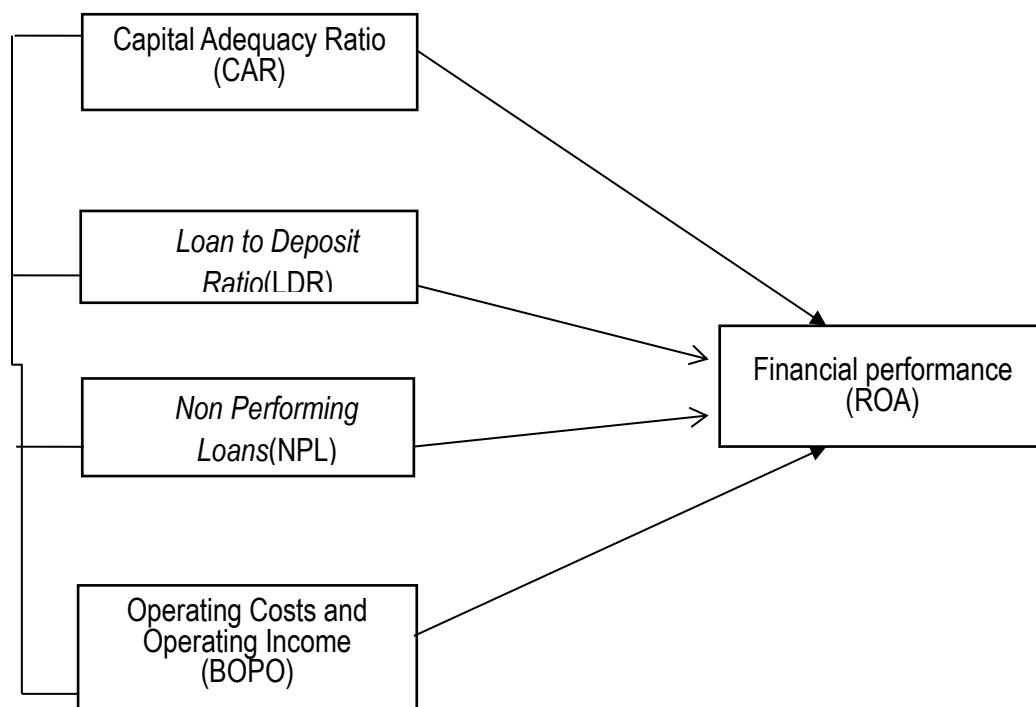 Capital Adequacy Ratio
(CAR)
Loan to Deposit
Ratio(LDR)
Non Performing
Loans(NPL)
Financial performance
(ROA)
Operating Costs and
Operating Income
(BOPO)